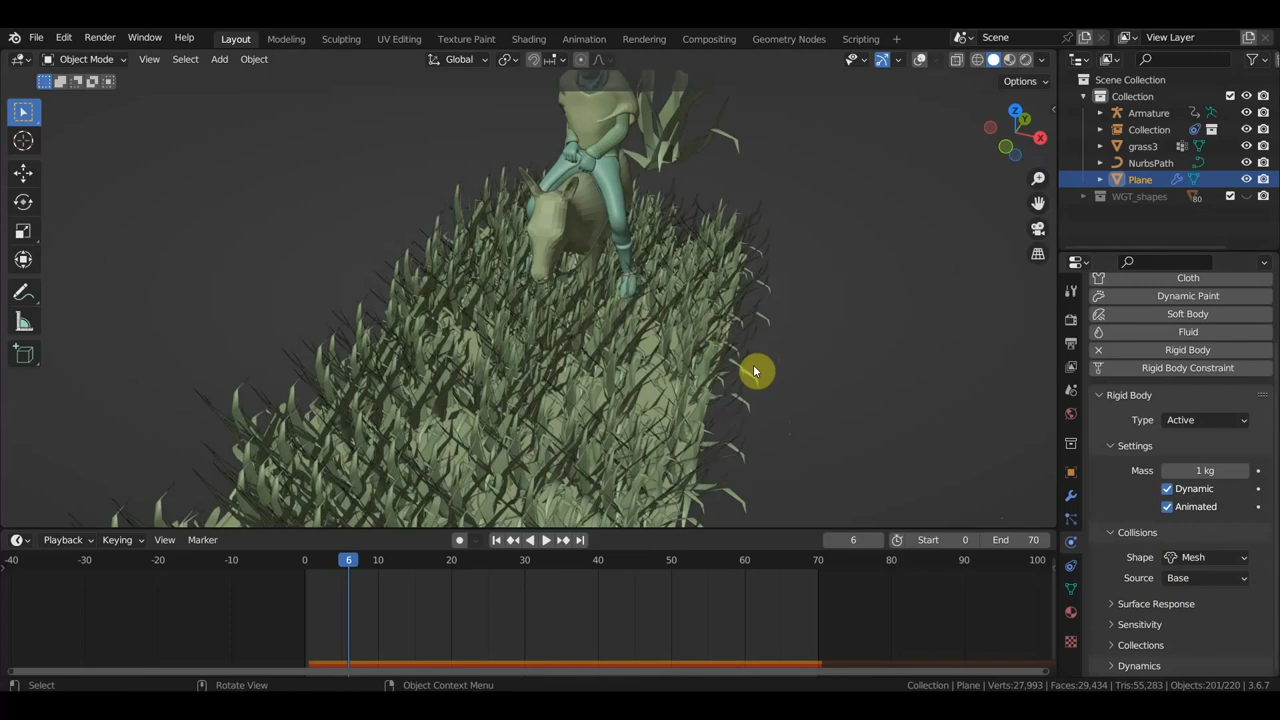 File Edit Render Window Help Layout Modeling Sculpting UV Editing Texture Paint Shading Animation Rendering Compositing Geometry Nodes Scripting + Scene View Layer
Object Mode View Select Add Object Global
Options
Scene Collection
Collection
Armature
Collection
grass3
NurbsPath
Plane
WGT_shapes 80
Cloth
Dynamic Paint
Soft Body
Fluid
Rigid Body
Rigid Body Constraint
Rigid Body
Type Active
Settings
Mass 1 kg
Dynamic
Animated
Collisions
Shape Mesh
Source Base
Surface Response
Sensitivity
Collections
Dynamics
X
Y
Z
Playback Keying View Marker 6 Start 0 End 70
-40 -30 -20 -10 0 6 10 20 30 40 50 60 70 80 90 100
Select Rotate View Object Context Menu Collection | Plane | Verts:27,993 | Faces:29,434 | Tris:55,283 | Objects:201/220 | 3.6.7